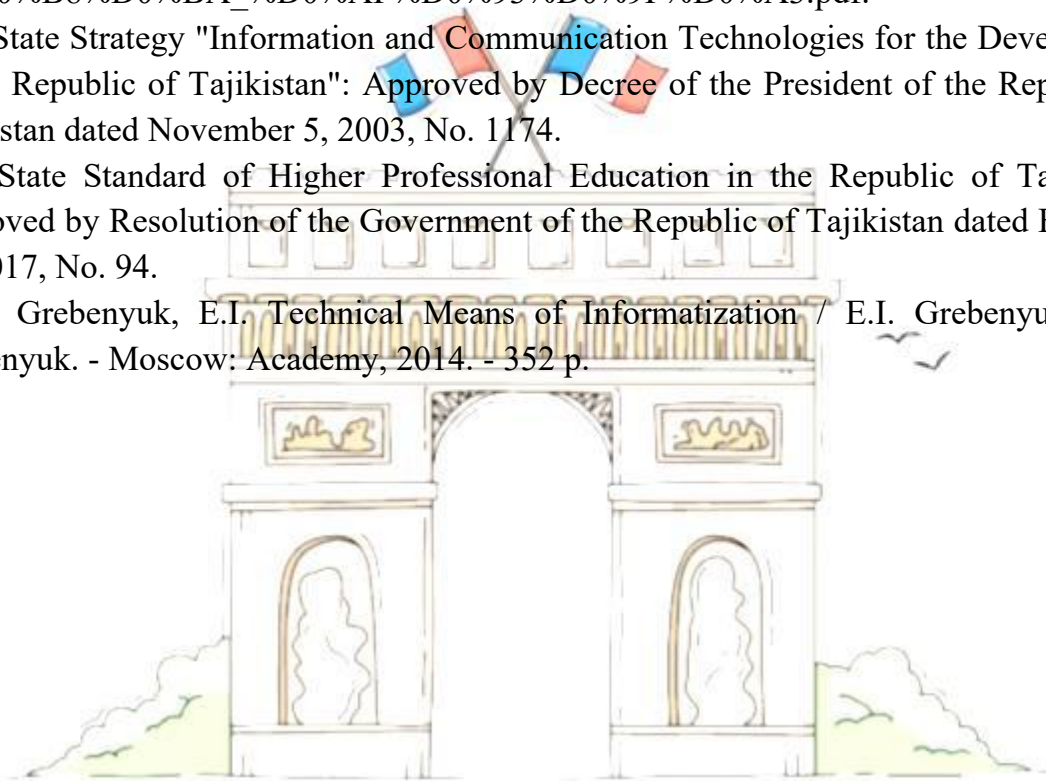 State Strategy "Information and Communication Technologies for the Deve
Republic of Tajikistan": Approved by Decree of the President of the Rep
stan dated November 5, 2003, No. 1174.
State Standard of Higher Professional Education in the Republic of Ta
oved by Resolution of the Government of the Republic of Tajikistan dated
017, No. 94.
Grebenyuk, E.I. Technical Means of Informatization / E.I. Grebenyu
enyuk. - Moscow: Academy, 2014. - 352 p.